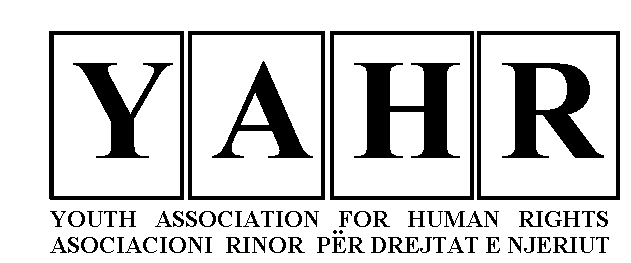 YAHR
YOUTH ASSOCIATION FOR HUMAN RIGHTS
ASOCIACIONI RINOR PËR DREJTAT E NJERIUT